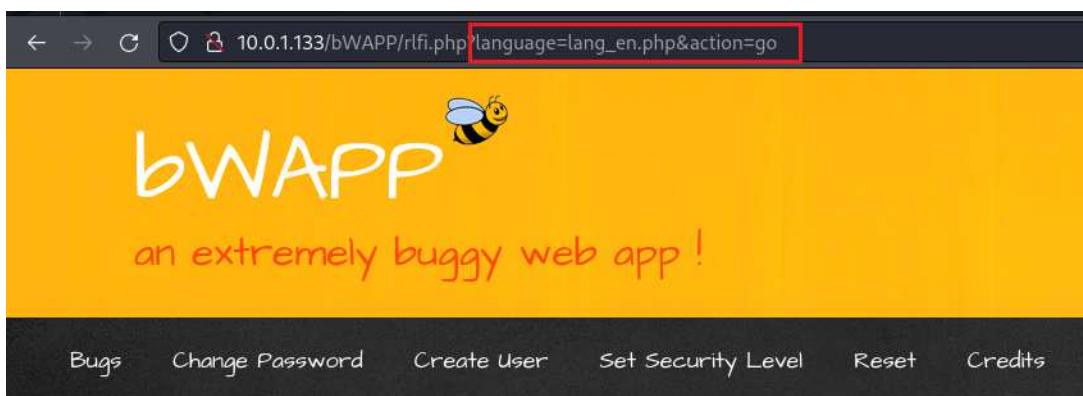 10.0.1.133/bWAPP/rlfi.php?language=lang_en.php&action=go
bWAPP
an extremely buggy web app !
Bugs Change Password Create User Set Security Level Reset Credits